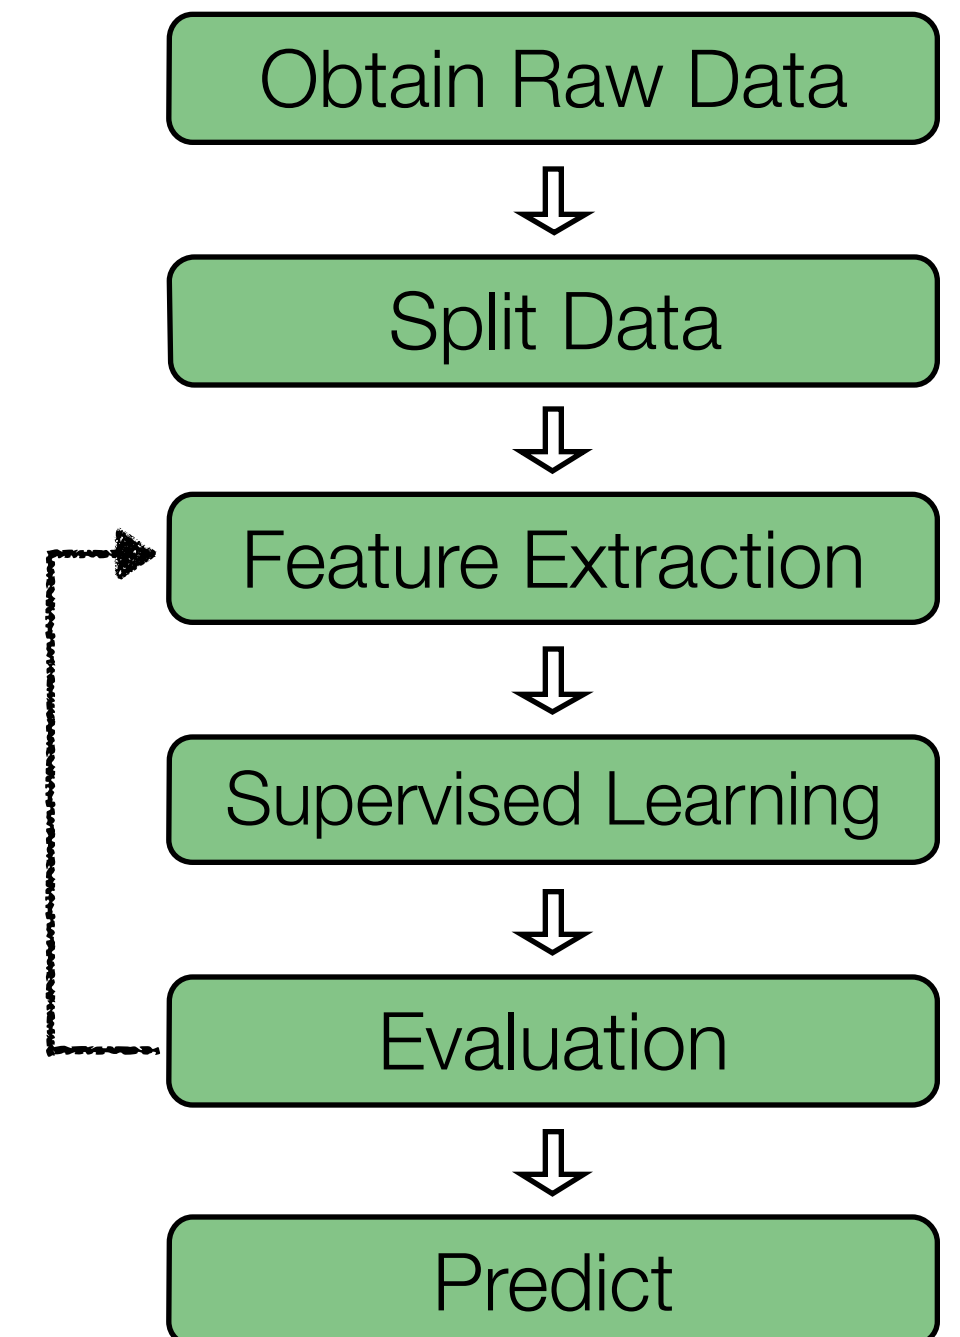 Obtain Raw Data
Split Data
Feature Extraction
Supervised Learning
Evaluation
Predict